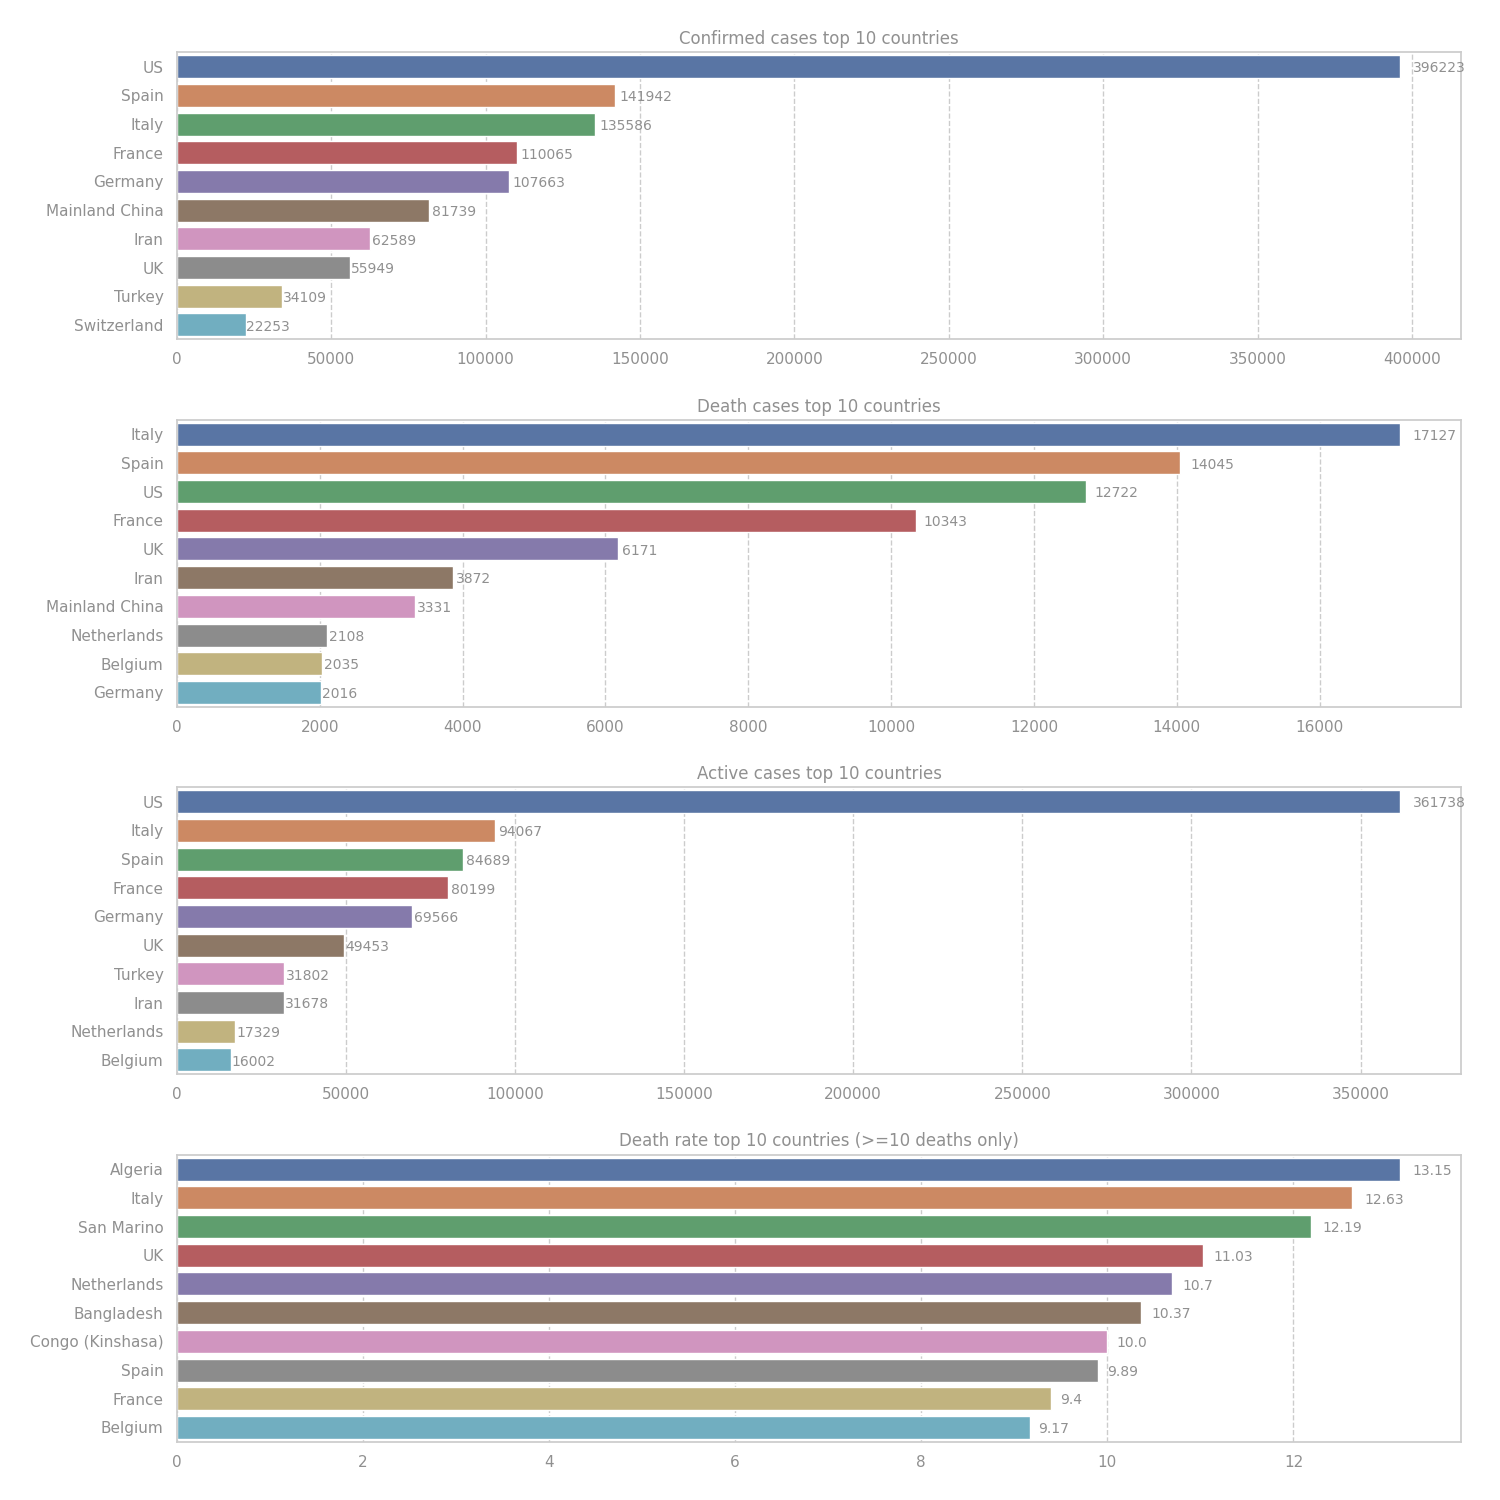 Confirmed cases top 10 countries
US 396223
Spain 141942
Italy 135586
France 110065
Germany 107663
Mainland China 81739
Iran 62589
UK 55949
Turkey 34109
Switzerland 22253
0 50000 100000 150000 200000 250000 300000 350000 400000
Death cases top 10 countries
Italy 17127
Spain 14045
US 12722
France 10343
UK 6171
Iran 3872
Mainland China 3331
Netherlands 2108
Belgium 2035
Germany 2016
0 2000 4000 6000 8000 10000 12000 14000 16000
Active cases top 10 countries
US 361738
Italy 94067
Spain 84689
France 80199
Germany 69566
UK 49453
Turkey 31802
Iran 31678
Netherlands 17329
Belgium 16002
0 50000 100000 150000 200000 250000 300000 350000
Death rate top 10 countries (>=10 deaths only)
Algeria 13.15
Italy 12.63
San Marino 12.19
UK 11.03
Netherlands 10.7
Bangladesh 10.37
Congo (Kinshasa) 10.0
Spain 9.89
France 9.4
Belgium 9.17
0 2 4 6 8 10 12